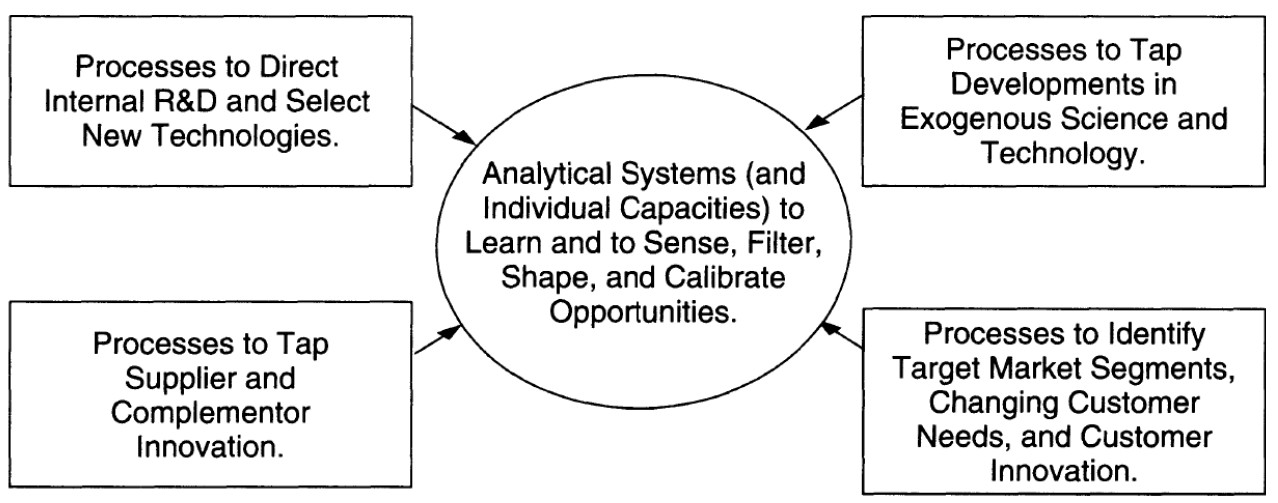 Processes to Direct
Internal R&D and Select
New Technologies.
Processes to Tap
Developments in
Exogenous Science and
Technology.
Analytical Systems (and
Individual Capacities) to
Learn and to Sense, Filter,
Shape, and Calibrate
Opportunities.
Processes to Tap
Supplier and
Complementor
Innovation.
Processes to Identify
Target Market Segments,
Changing Customer
Needs, and Customer
Innovation.